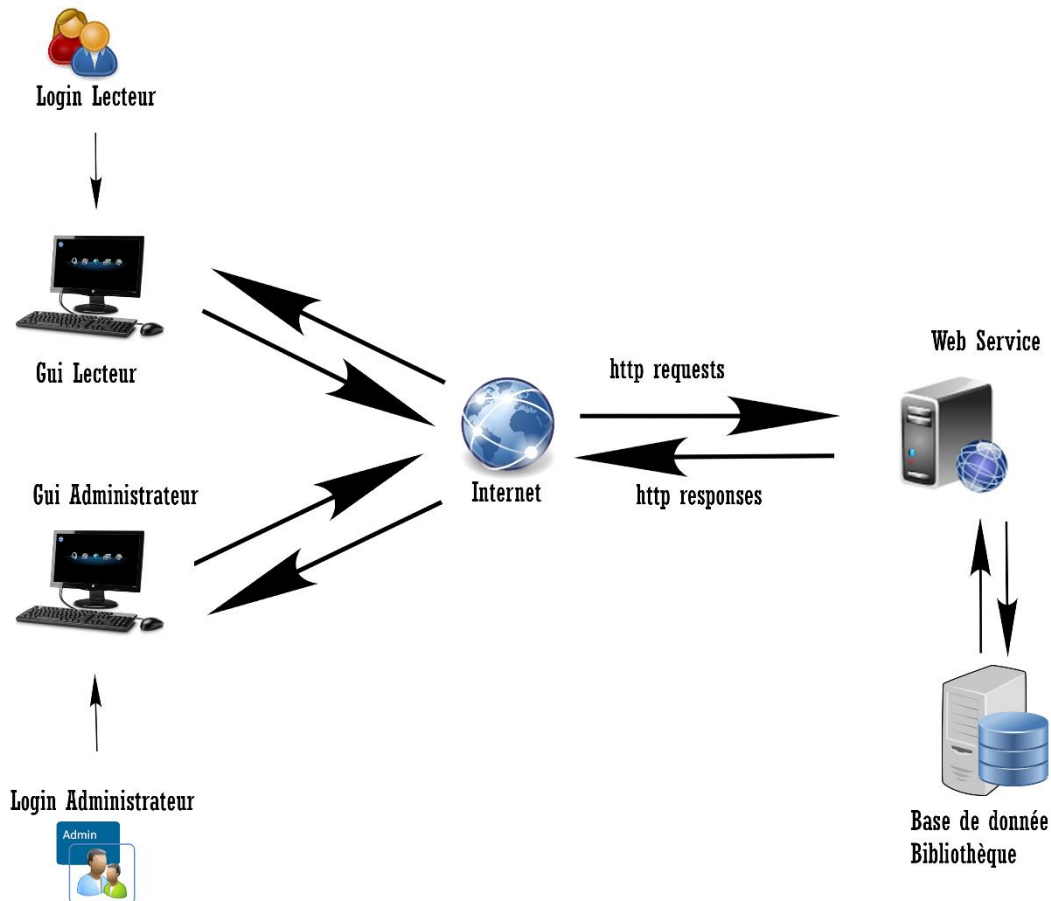 Login Lecteur
Gui Lecteur
Gui Administrateur
Login Administrateur
Admin
Internet
http requests
http responses
Web Service
Base de donnée
Bibliothèque